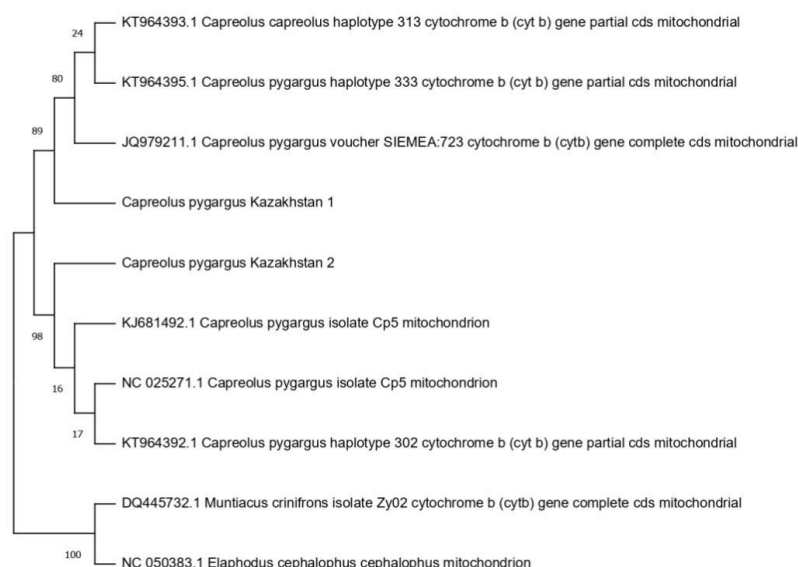 KT964393.1 Capreolus capreolus haplotype 313 cytochrome b (cyt b) gene partial cds mitochondrial
24
80
KT964395.1 Capreolus pygargus haplotype 333 cytochrome b (cyt b) gene partial cds mitochondrial
89
JQ979211.1 Capreolus pygargus voucher SIEMEA:723 cytochrome b (cytb) gene complete cds mitochondrial
Capreolus pygargus Kazakhstan 1
Capreolus pygargus Kazakhstan 2
KJ681492.1 Capreolus pygargus isolate Cp5 mitochondrion
98
NC 025271.1 Capreolus pygargus isolate Cp5 mitochondrion
16
17
KT964392.1 Capreolus pygargus haplotype 302 cytochrome b (cyt b) gene partial cds mitochondrial
DQ445732.1 Muntiacus crinifrons isolate Zy02 cytochrome b (cytb) gene complete cds mitochondrial
100
NC 050383.1 Elaphodus cephalophus cephalophus mitochondrion